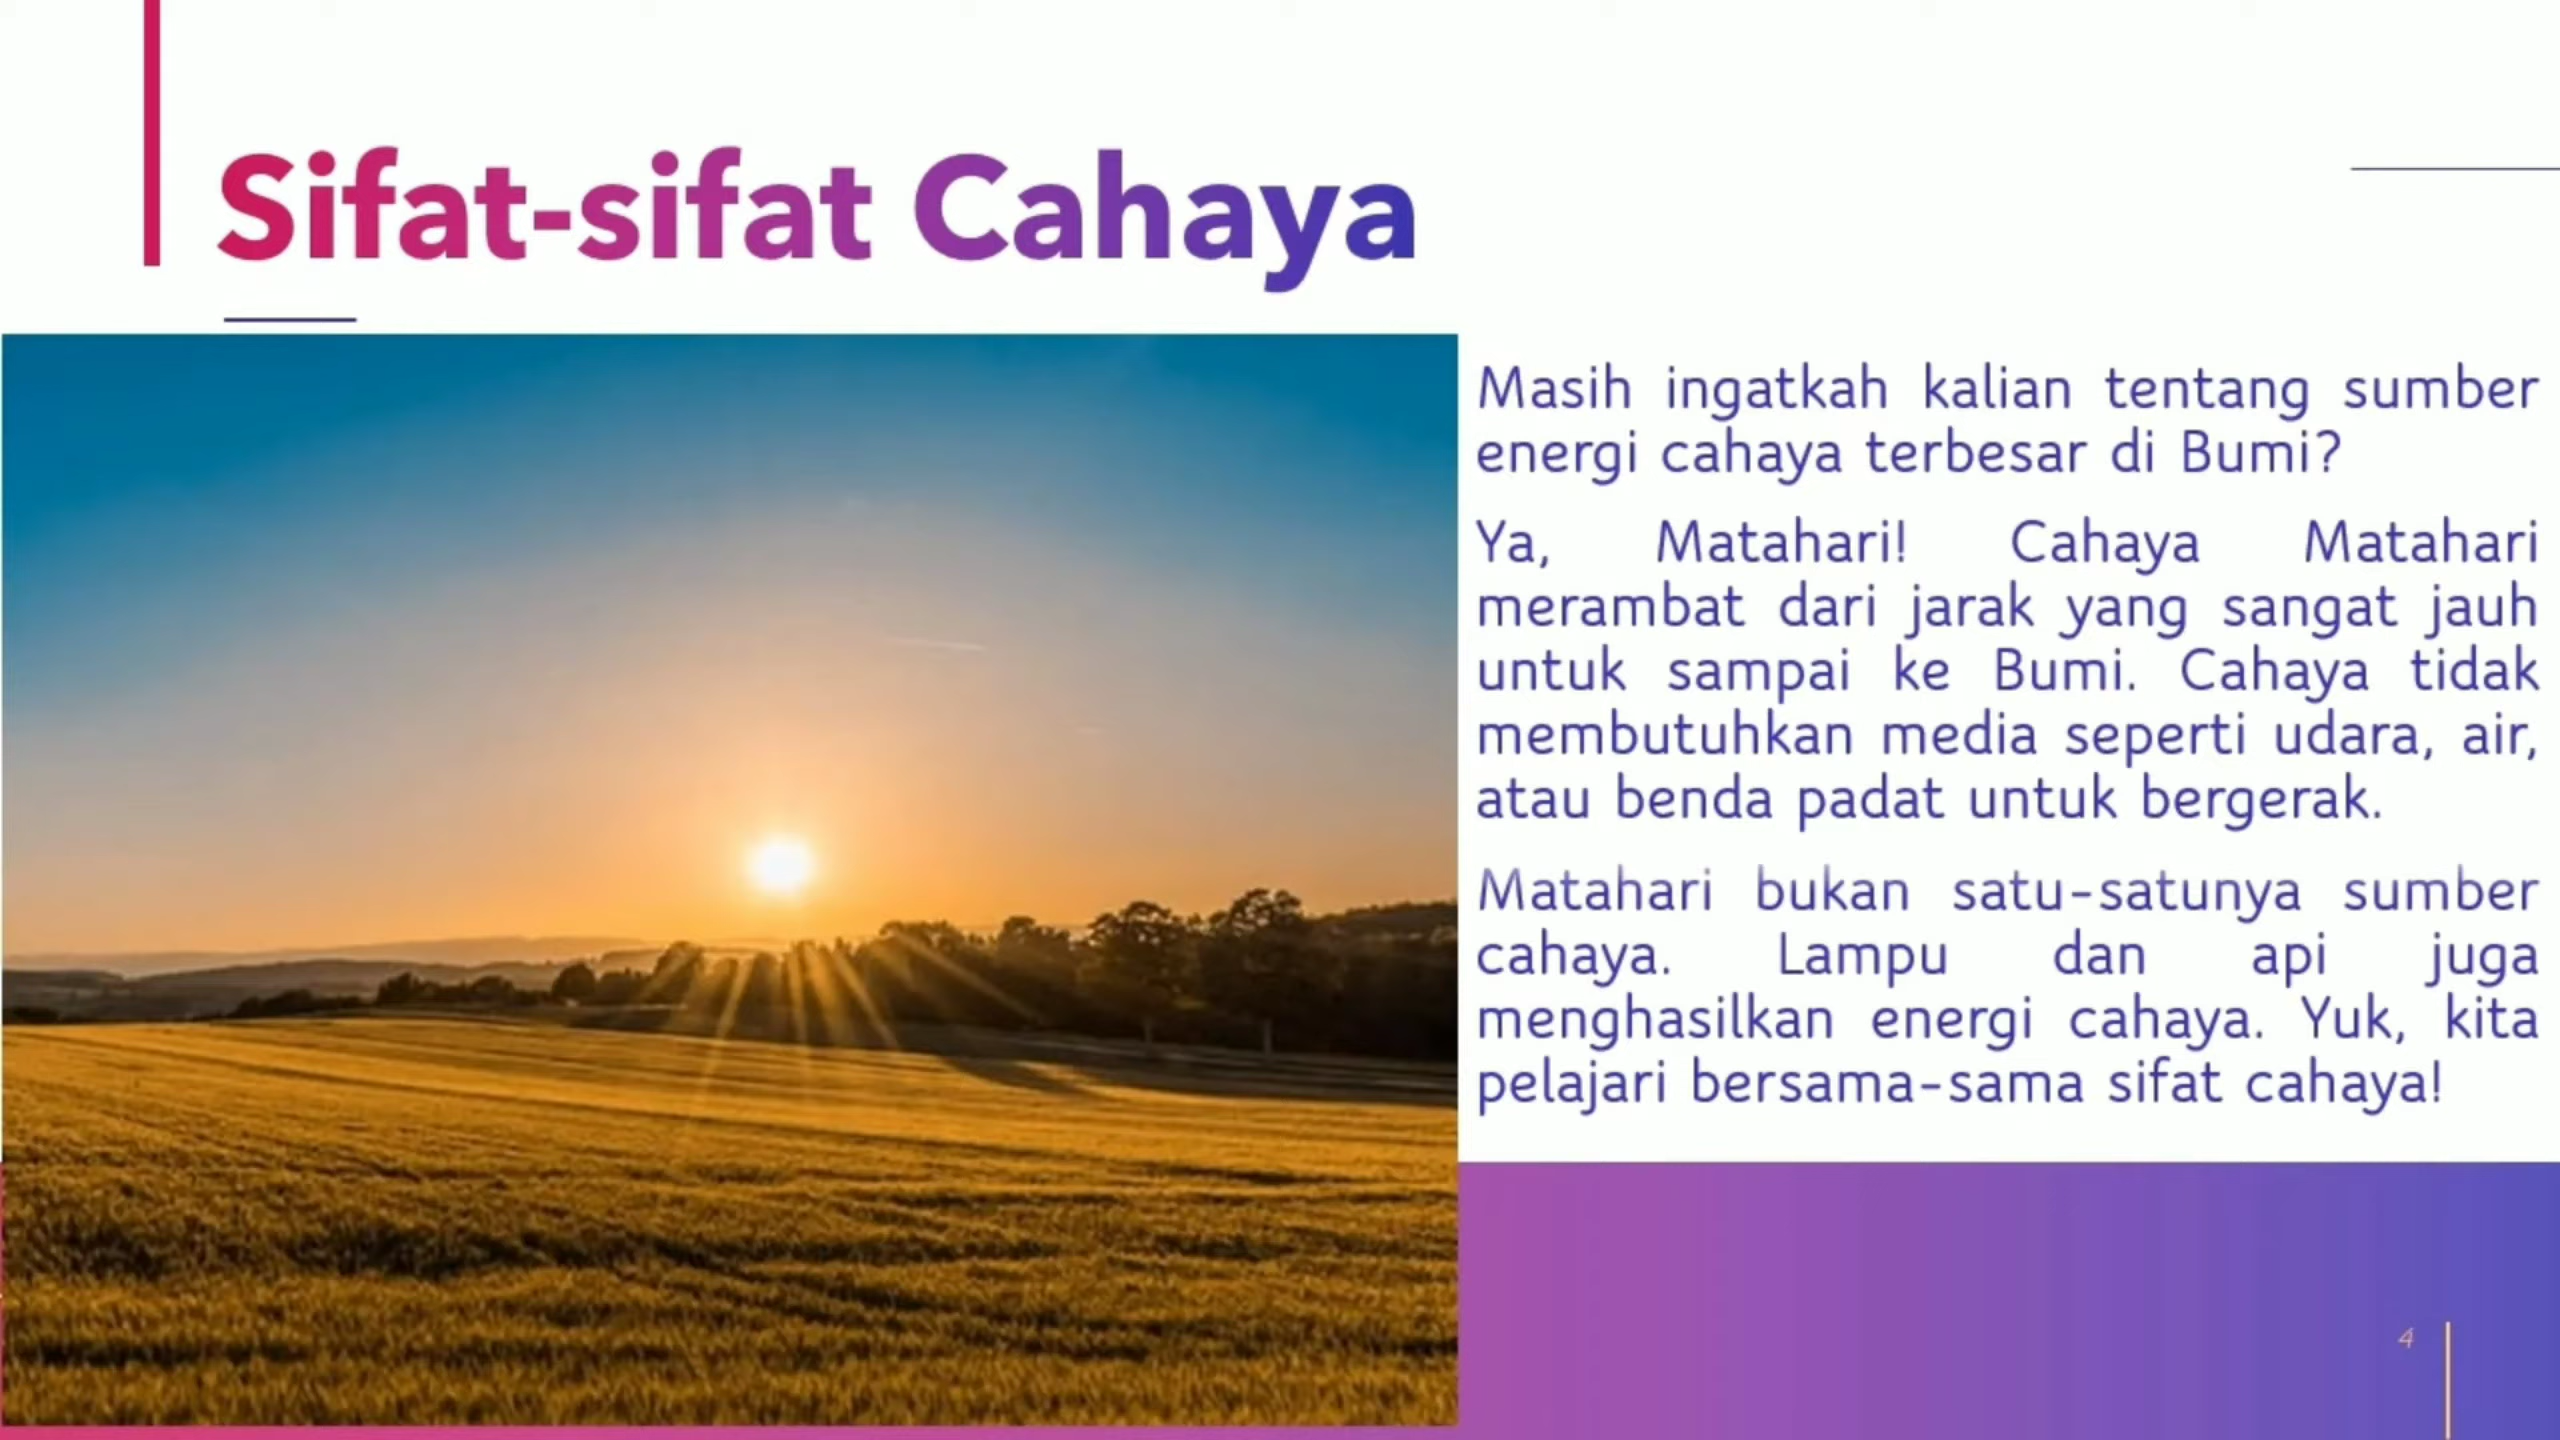 Sifat-sifat Cahaya
Masih ingatkah kalian tentang sumber
energi cahaya terbesar di Bumi?
Ya, Matahari! Cahaya Matahari
merambat dari jarak yang sangat jauh
untuk sampai ke Bumi. Cahaya tidak
membutuhkan media seperti udara, air,
atau benda padat untuk bergerak.
Matahari bukan satu-satunya sumber
cahaya. Lampu dan api juga
menghasilkan energi cahaya. Yuk, kita
pelajari bersama-sama sifat cahaya!
4